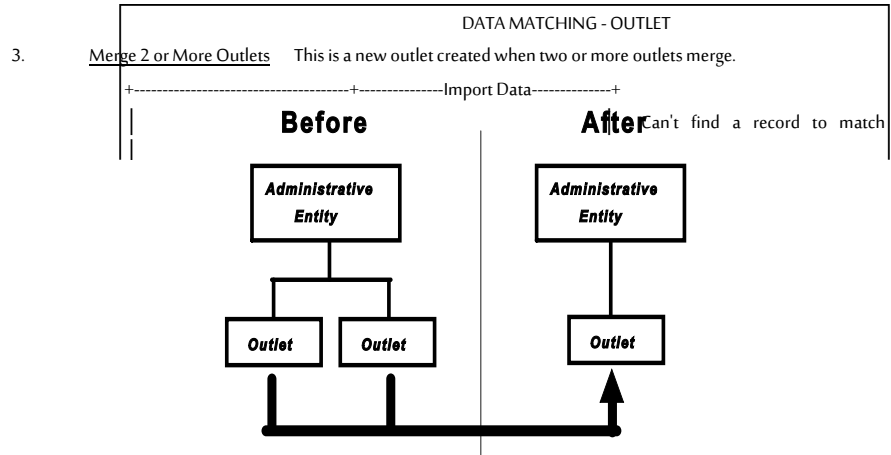 DATA MATCHING - OUTLET
3. Merge 2 or More Outlets This is a new outlet created when two or more outlets merge.
+-----------------------------------+---------------Import Data--------------+
| Before After | Can't find a record to match
|
Administrative Entity
Administrative Entity
Outlet
Outlet
Outlet